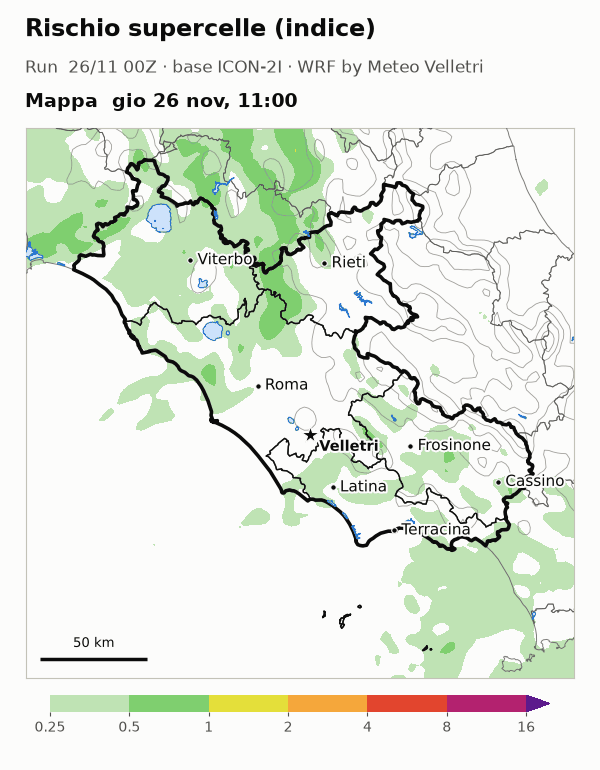 Rischio supercelle (indice)
Run 26/11 00Z · base ICON-2I · WRF by Meteo Velletri
Mappa gio 26 nov, 11:00
Viterbo
Rieti
Roma
Velletri
Frosinone
Latina
Cassino
Terracina
50 km
0.25 0.5 1 2 4 8 16